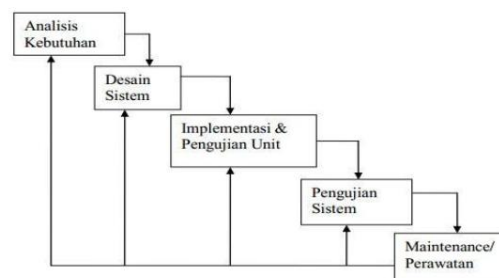 Analisis
Kebutuhan
Desain
Sistem
Implementasi &
Pengujian Unit
Pengujian
Sistem
Maintenance/
Perawatan